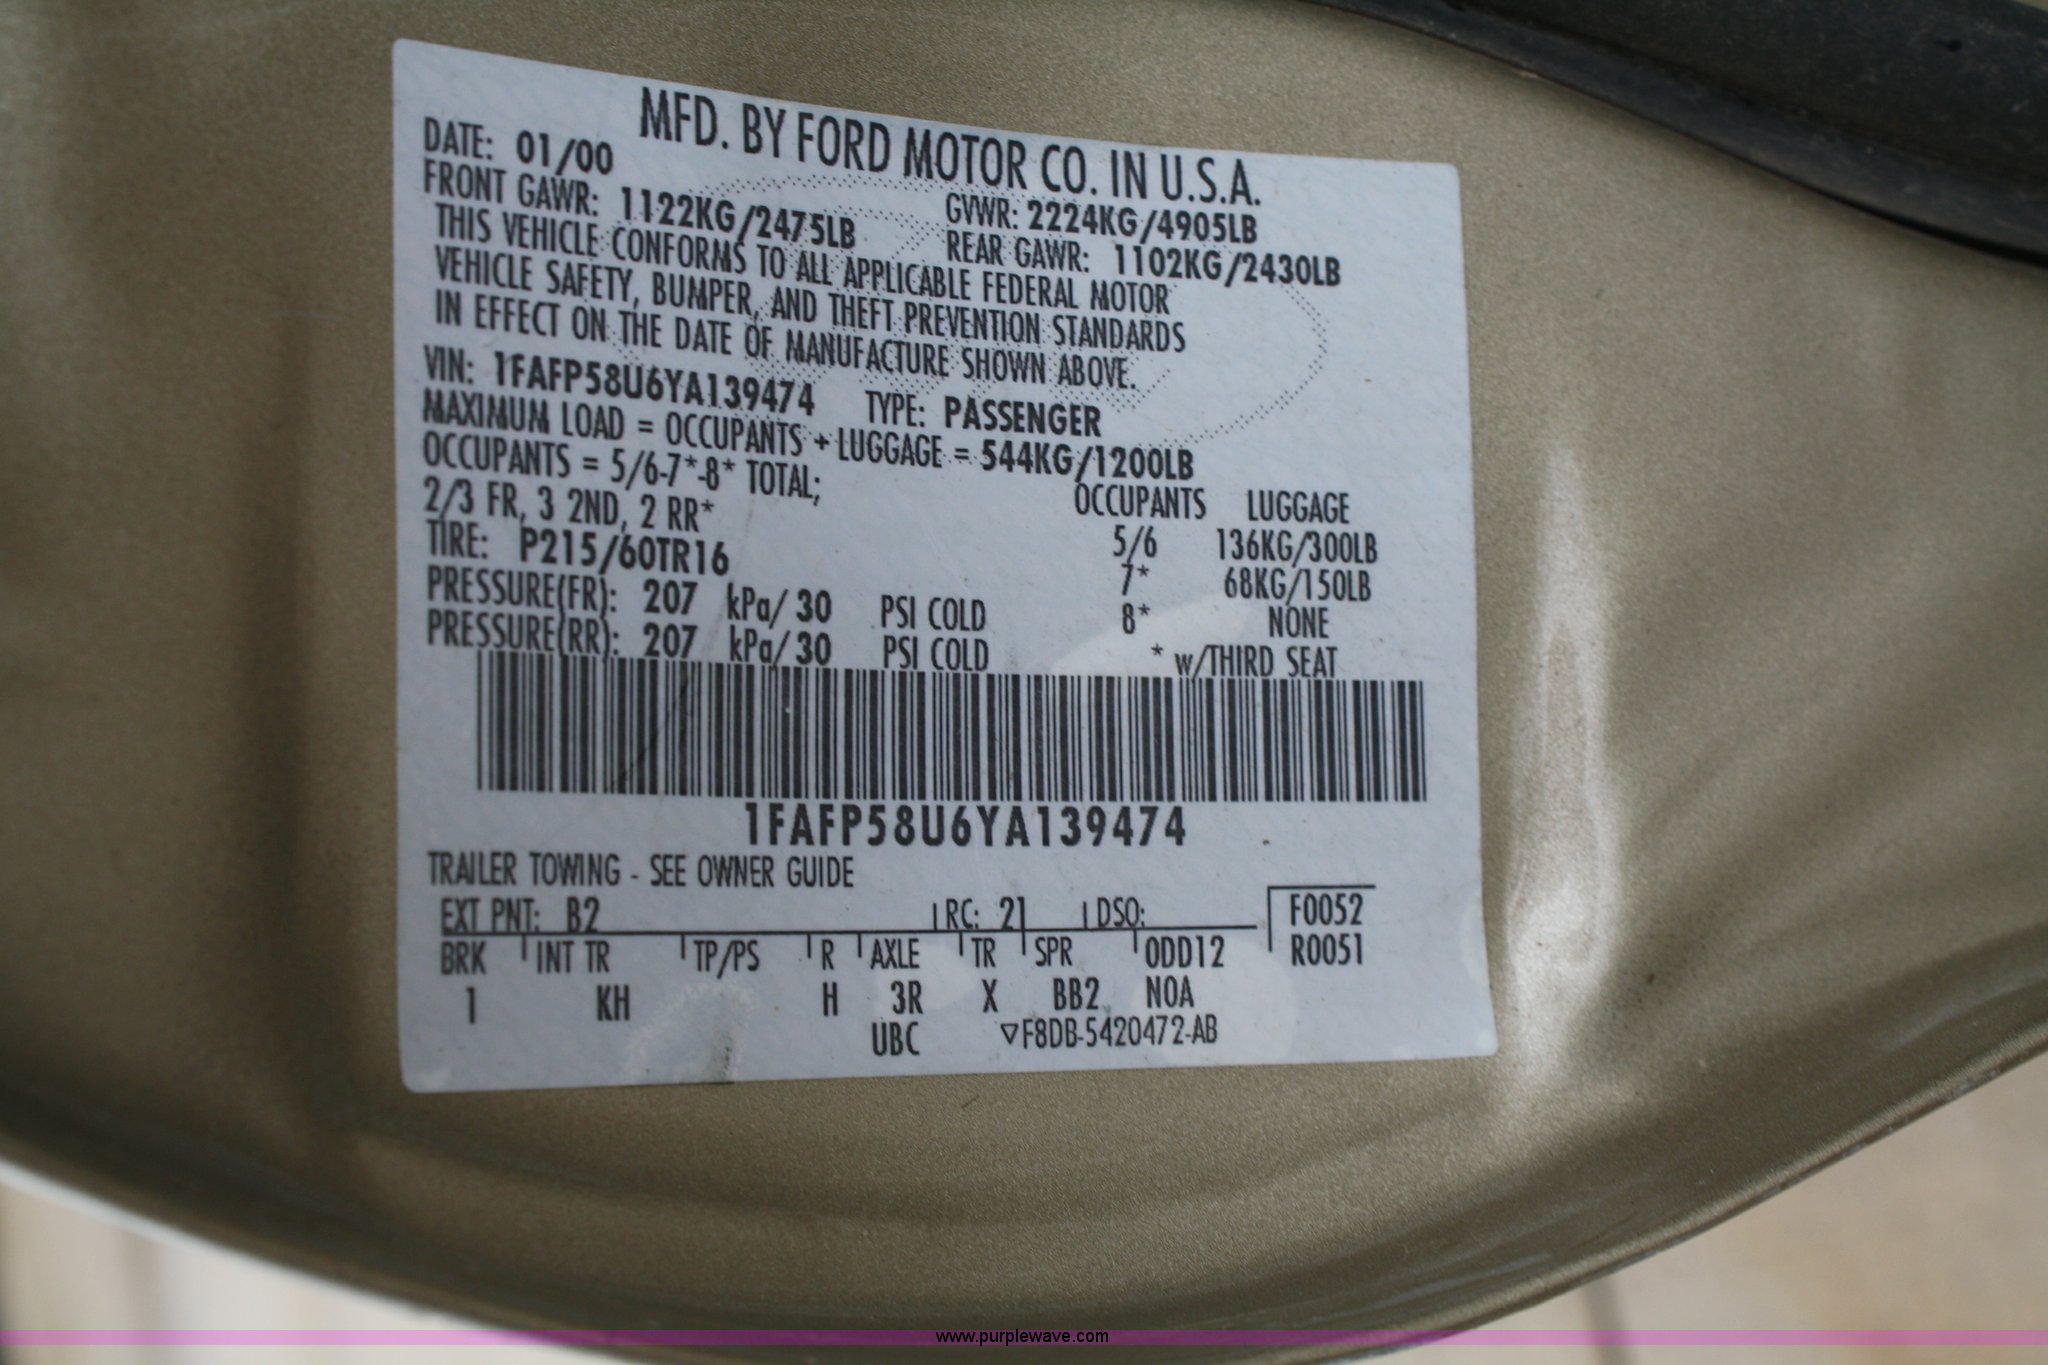 MFD. BY FORD MOTOR CO. IN U.S.A.
DATE: 01/00 GVWR: 2224KG/4905LB
FRONT GAWR: 1122KG/2475LB REAR GAWR: 1102KG/2430LB
THIS VEHICLE CONFORMS TO ALL APPLICABLE FEDERAL MOTOR
VEHICLE SAFETY, BUMPER, AND THEFT PREVENTION STANDARDS
IN EFFECT ON THE DATE OF MANUFACTURE SHOWN ABOVE.
VIN: 1FAFP58U6YA139474 TYPE: PASSENGER
MAXIMUM LOAD = OCCUPANTS + LUGGAGE = 544KG/1200LB
OCCUPANTS = 5/6-7*-8* TOTAL; OCCUPANTS LUGGAGE
2/3 FR, 3 2ND, 2 RR* 5/6 136KG/300LB
TIRE: P215/60TR16 7* 68KG/150LB
PRESSURE(FR): 207 kPa/ 30 PSI COLD 8* NONE
PRESSURE(RR): 207 kPa/ 30 PSI COLD * w/THIRD SEAT
1FAFP58U6YA139474
TRAILER TOWING - SEE OWNER GUIDE
EXT PNT: B2 RC: 21 DSO: F0052
BRK INT TR TP/PS R AXLE TR SPR ODD12 R0051
1 KH H 3R X BB2 NOA
UBC ▽F8DB-5420472-AB
www.purplewave.com